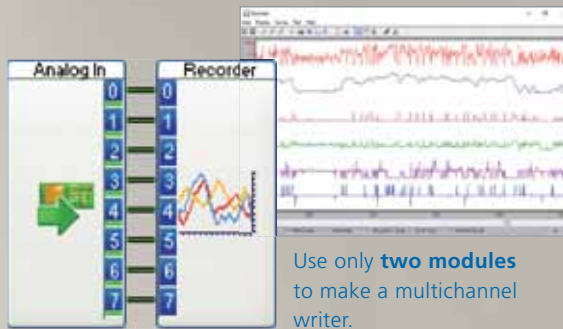 Analog In
Recorder
0 0
1 1
2 2
3 3
4 4
5 5
6 6
7 7
Use only two modules
to make a multichannel
writer.